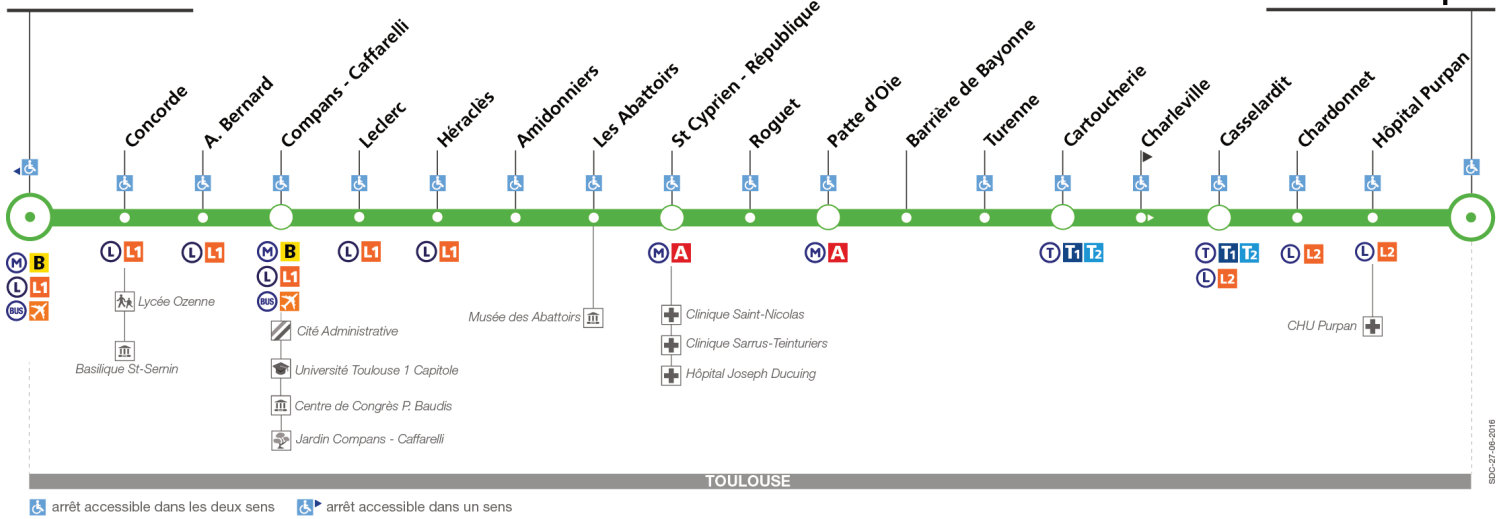 Concorde
A. Bernard
Compans - Caffarelli
Leclerc
Héraclès
Amidonniers
Les Abattoirs
St Cyprien - République
Roguet
Patte d'Oie
Barrière de Bayonne
Turenne
Cartoucherie
Charleville
Casselardit
Chardonnet
Hôpital Purpan
M B
L L1
BUS
L L1
L L1
M B
L L1
BUS
L L1
L L1
M A
M A
T T1 T2
T T1 T2
L L2
L L2
L L2
Lycée Ozenne
Basilique St-Sernin
Cité Administrative
Université Toulouse 1 Capitole
Centre de Congrès P. Baudis
Jardin Compans - Caffarelli
Musée des Abattoirs
Clinique Saint-Nicolas
Clinique Sarrus-Teinturiers
Hôpital Joseph Ducuing
CHU Purpan
SDC-27-06-2016
TOULOUSE
arrêt accessible dans les deux sens
arrêt accessible dans un sens